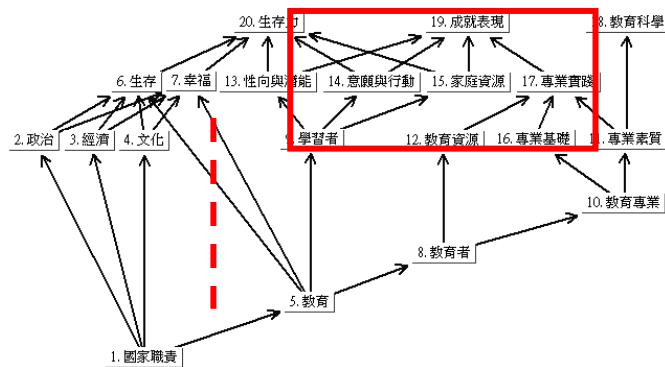 20. 生存力
19. 成就表現
18. 教育科學
6. 生存
7. 幸福
13. 性向與潛能
14. 意願與行動
15. 家庭資源
17. 專業實踐
2. 政治
3. 經濟
4. 文化
9. 學習者
12. 教育資源
16. 專業基礎
11. 專業素質
10. 教育專業
8. 教育者
5. 教育
1. 國家職責